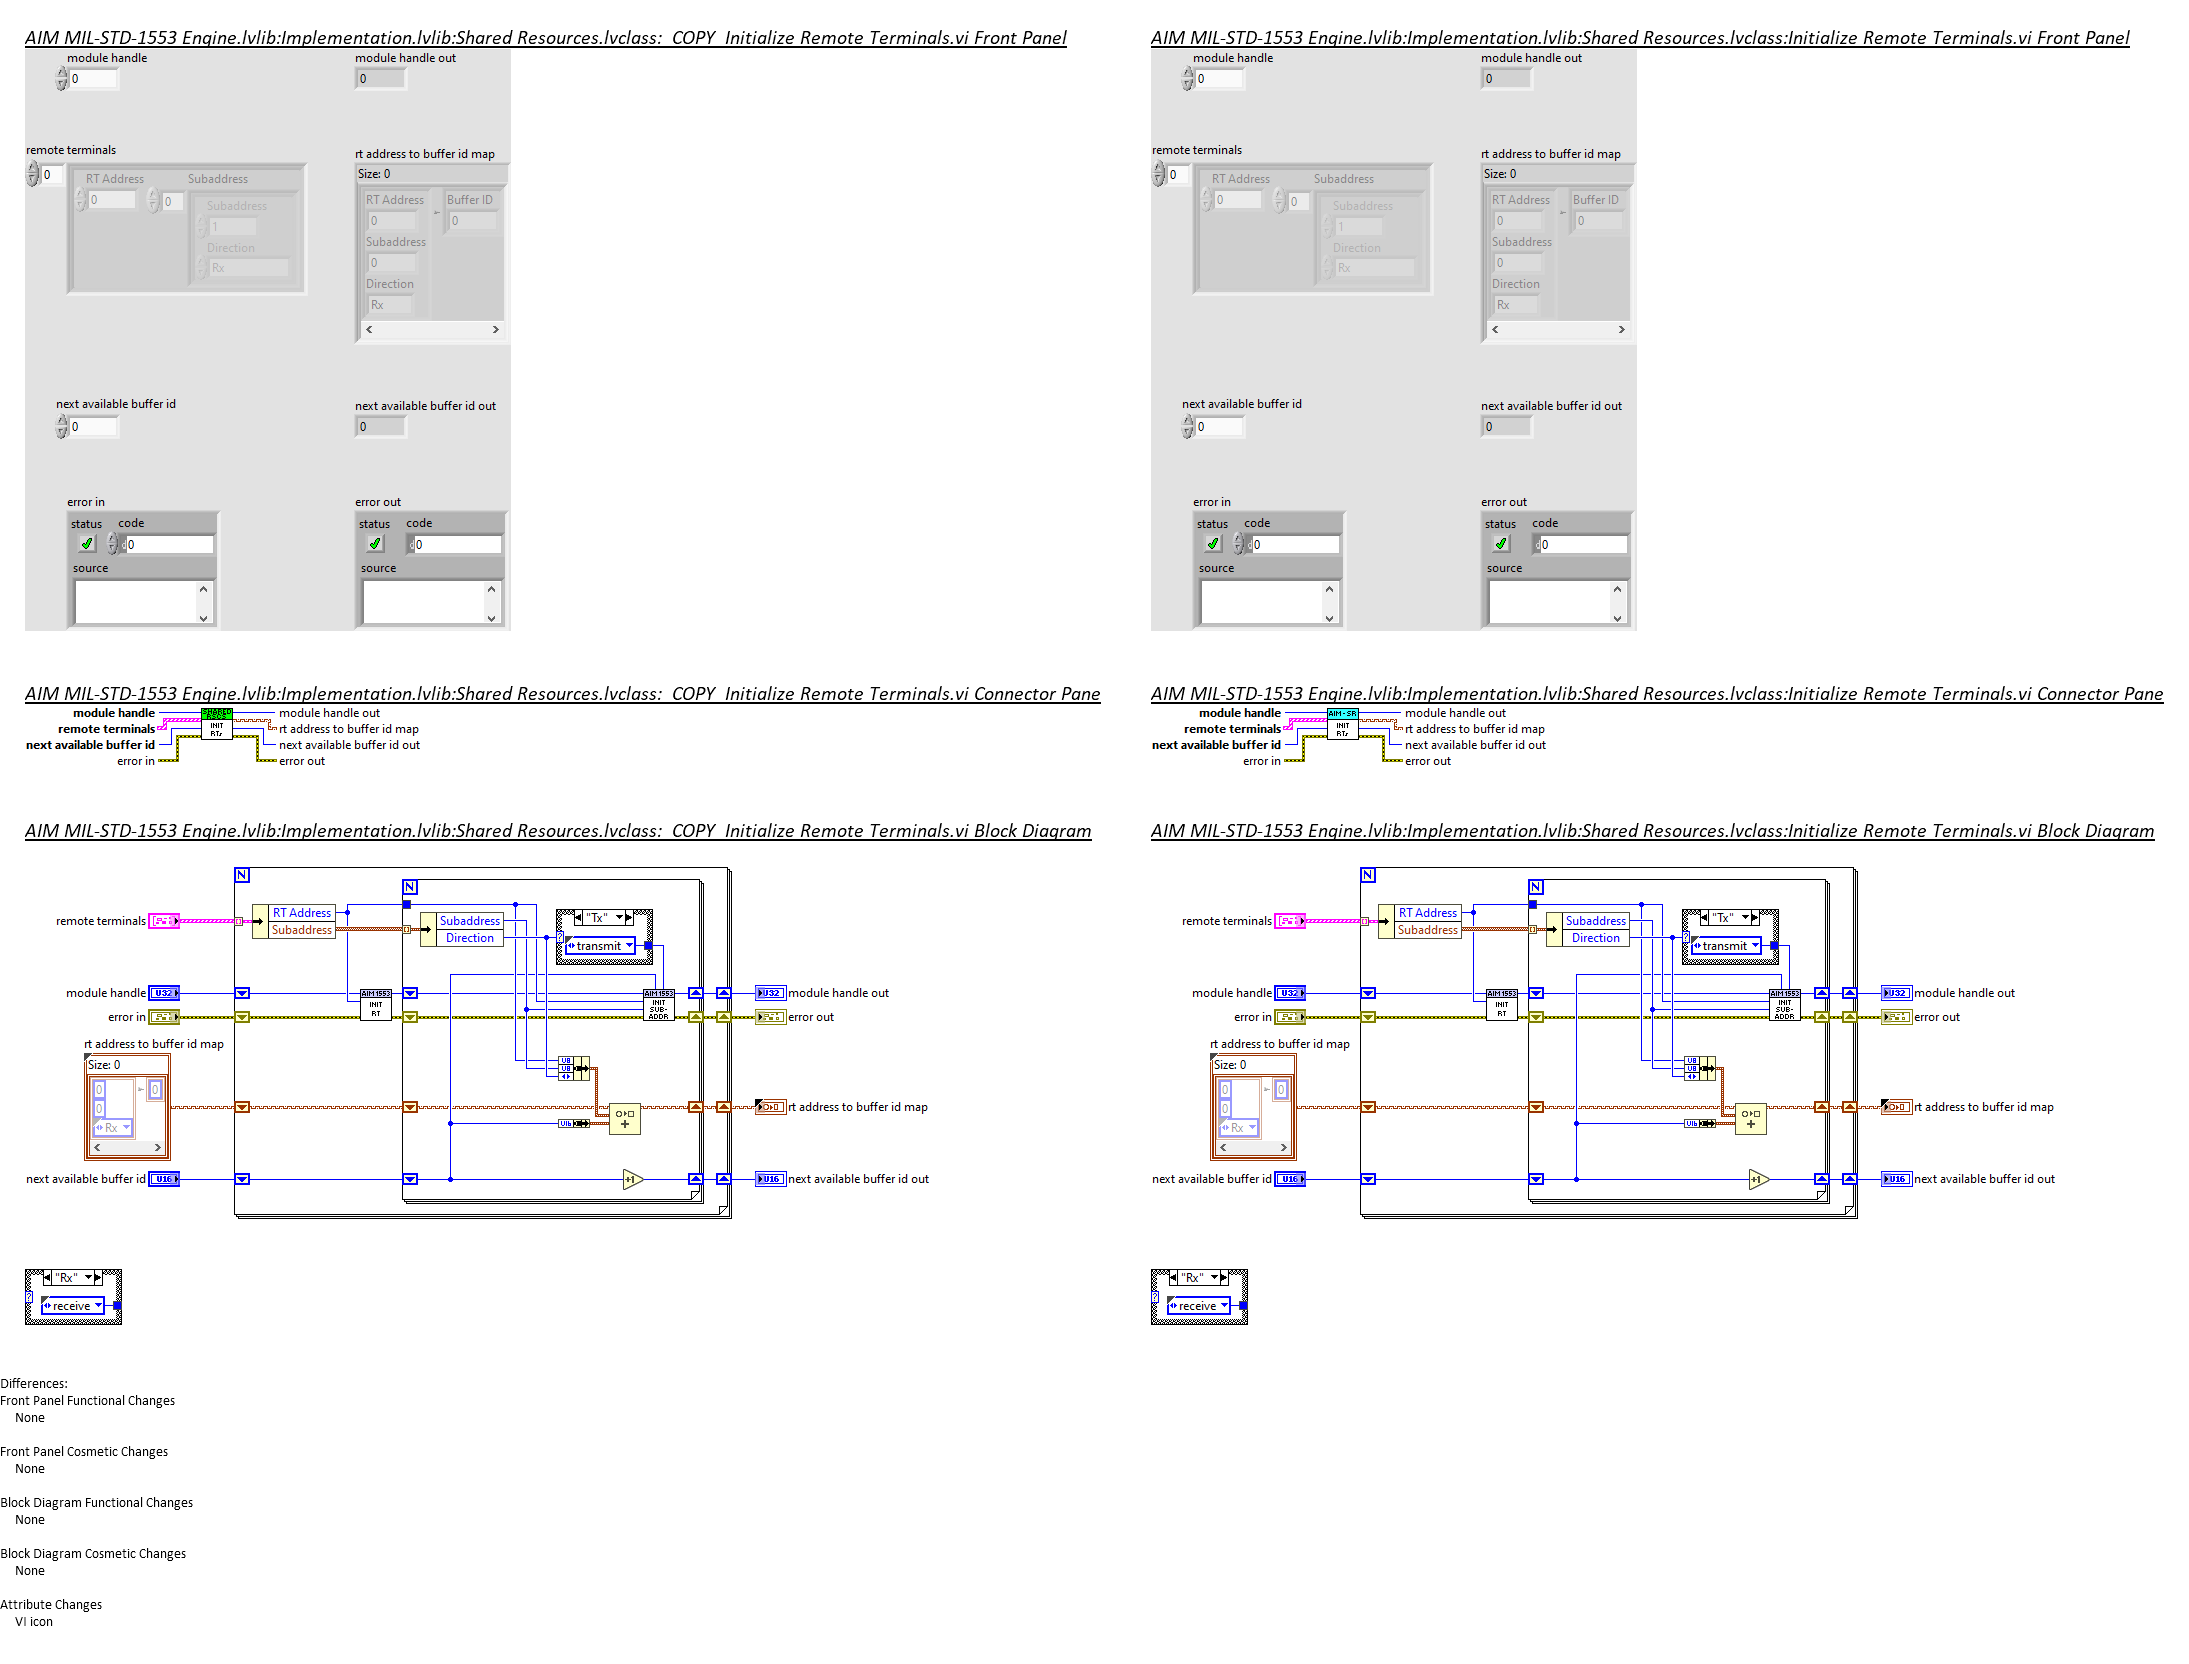 AIM MIL-STD-1553 Engine.lvlib:Implementation.lvlib:Shared Resources.lvclass:_COPY_Initialize Remote Terminals.vi Front Panel
module handle
0
module handle out
0
remote terminals
0
RT Address
0
0
Subaddress
Subaddress
1
Direction
Rx
rt address to buffer id map
Size: 0
RT Address
0
Subaddress
0
Direction
Rx
Buffer ID
0
next available buffer id
0
next available buffer id out
0
error in
status code
0
source
error out
status code
0
source
AIM MIL-STD-1553 Engine.lvlib:Implementation.lvlib:Shared Resources.lvclass:_COPY_Initialize Remote Terminals.vi Connector Pane
module handle
remote terminals
next available buffer id
error in
SHARED
RSCS
INIT
RTs
module handle out
rt address to buffer id map
next available buffer id out
error out
AIM MIL-STD-1553 Engine.lvlib:Implementation.lvlib:Shared Resources.lvclass:_COPY_Initialize Remote Terminals.vi Block Diagram
N
N
remote terminals
RT Address
Subaddress
Subaddress
Direction
"Tx"
transmit
module handle
U32
AIM1553
INIT
RT
AIM1553
INIT
SUB-
ADDR
U32
module handle out
error in
error out
rt address to buffer id map
Size: 0
0
0
0
Rx
U8
U8
U16
rt address to buffer id map
next available buffer id
U16
+1
U16
next available buffer id out
"Rx"
receive
Differences:
Front Panel Functional Changes
None
Front Panel Cosmetic Changes
None
Block Diagram Functional Changes
None
Block Diagram Cosmetic Changes
None
Attribute Changes
VI icon
AIM MIL-STD-1553 Engine.lvlib:Implementation.lvlib:Shared Resources.lvclass:Initialize Remote Terminals.vi Front Panel
module handle
0
module handle out
0
remote terminals
0
RT Address
0
0
Subaddress
Subaddress
1
Direction
Rx
rt address to buffer id map
Size: 0
RT Address
0
Subaddress
0
Direction
Rx
Buffer ID
0
next available buffer id
0
next available buffer id out
0
error in
status code
0
source
error out
status code
0
source
AIM MIL-STD-1553 Engine.lvlib:Implementation.lvlib:Shared Resources.lvclass:Initialize Remote Terminals.vi Connector Pane
module handle
remote terminals
next available buffer id
error in
AIM-SR
INIT
RTs
module handle out
rt address to buffer id map
next available buffer id out
error out
AIM MIL-STD-1553 Engine.lvlib:Implementation.lvlib:Shared Resources.lvclass:Initialize Remote Terminals.vi Block Diagram
N
N
remote terminals
RT Address
Subaddress
Subaddress
Direction
"Tx"
transmit
module handle
U32
AIM1553
INIT
RT
AIM1553
INIT
SUB-
ADDR
U32
module handle out
error in
error out
rt address to buffer id map
Size: 0
0
0
0
Rx
U8
U8
U16
rt address to buffer id map
next available buffer id
U16
+1
U16
next available buffer id out
"Rx"
receive